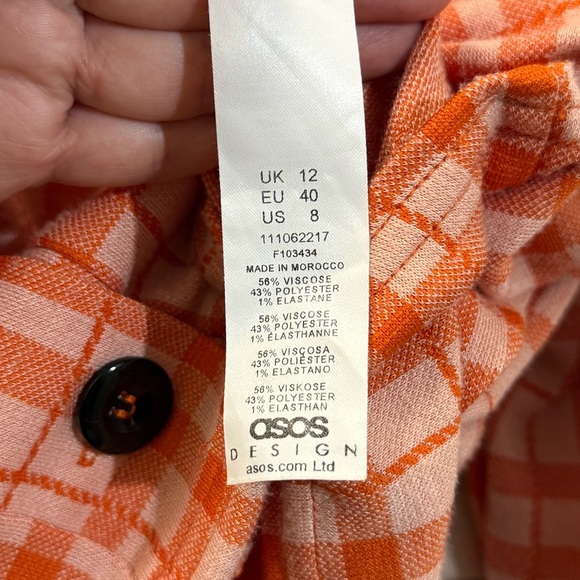 UK 12
EU 40
US 8
111062217
F103434
MADE IN MOROCCO
56% VISCOSE
43% POLYESTER
1% ELASTANE
56% VISCOSE
43% POLYESTER
1% ÉLASTHANNE
56% VISCOSA
43% POLIÉSTER
1% ELASTANO
56% VISKOSE
43% POLYESTER
1% ELASTHAN
asos
DESIGN
asos.com Ltd